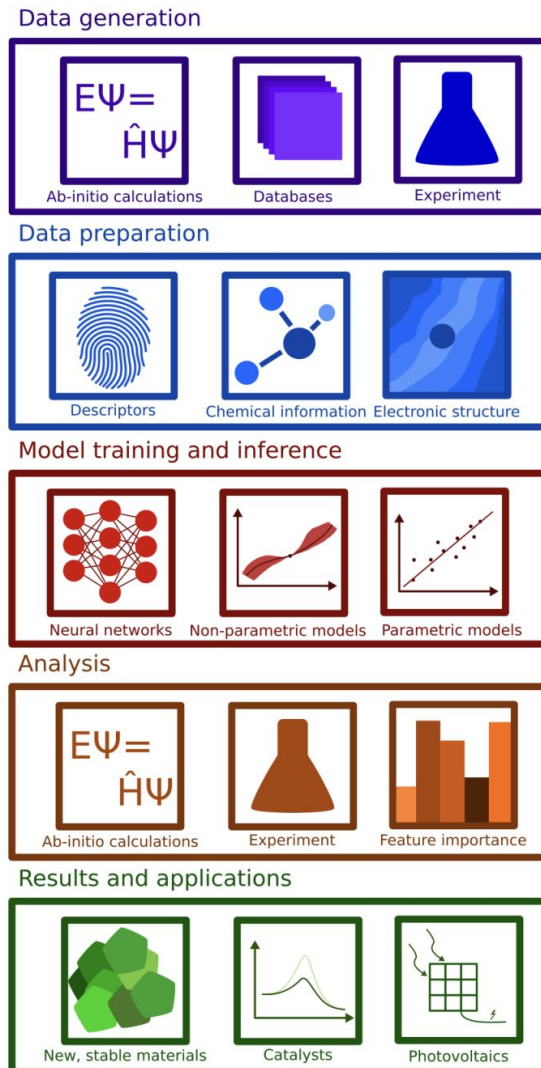 Data generation
EΨ=
ĤΨ
Ab-initio calculations
Databases
Experiment
Data preparation
Descriptors
Chemical information
Electronic structure
Model training and inference
Neural networks
Non-parametric models
Parametric models
Analysis
EΨ=
ĤΨ
Ab-initio calculations
Experiment
Feature importance
Results and applications
New, stable materials
Catalysts
Photovoltaics